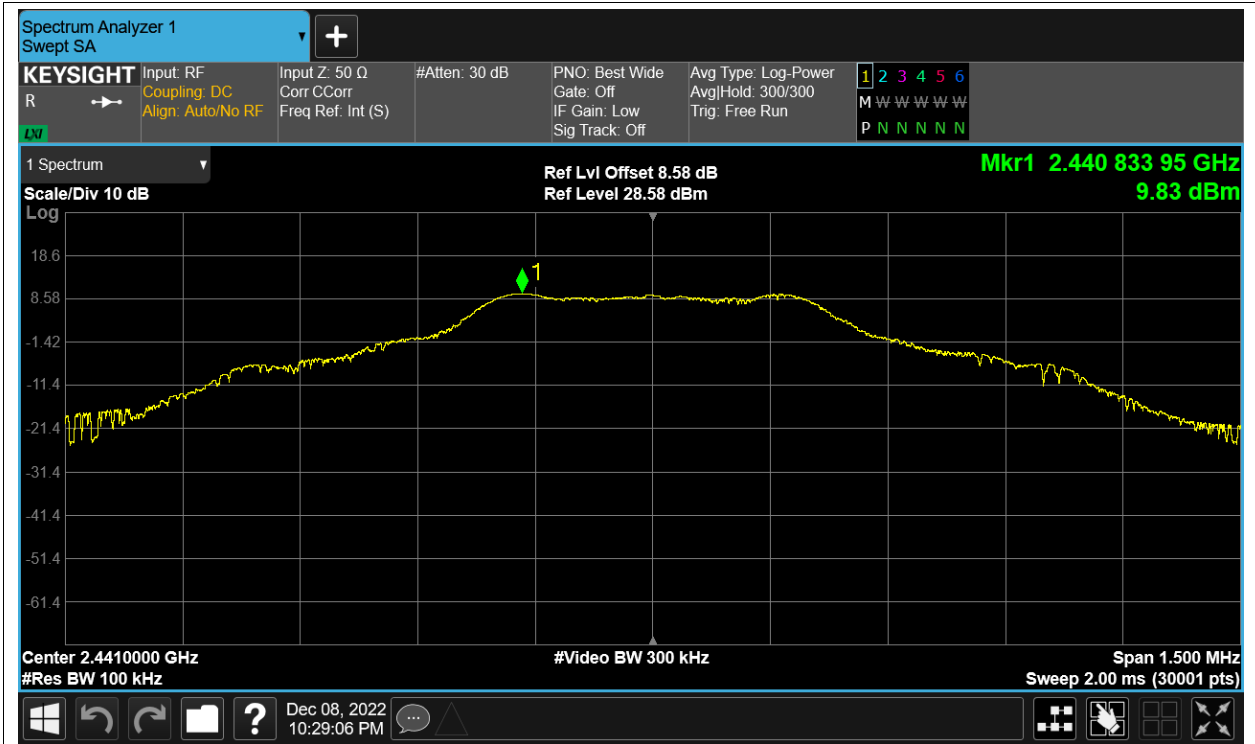 Spectrum Analyzer 1
Swept SA
+
KEYSIGHT
R
LXI
Input: RF
Coupling: DC
Align: Auto/No RF
Input Z: 50 Ω
Corr CCorr
Freq Ref: Int (S)
#Atten: 30 dB
PNO: Best Wide
Gate: Off
IF Gain: Low
Sig Track: Off
Avg Type: Log-Power
Avg|Hold: 300/300
Trig: Free Run
1 2 3 4 5 6
M W W W W W
P N N N N N
1 Spectrum
Scale/Div 10 dB
Log
Ref Lvl Offset 8.58 dB
Ref Level 28.58 dBm
Mkr1 2.440 833 95 GHz
9.83 dBm
1
18.6
8.58
-1.42
-11.4
-21.4
-31.4
-41.4
-51.4
-61.4
Center 2.4410000 GHz
#Res BW 100 kHz
#Video BW 300 kHz
Span 1.500 MHz
Sweep 2.00 ms (30001 pts)
?
Dec 08, 2022
10:29:06 PM